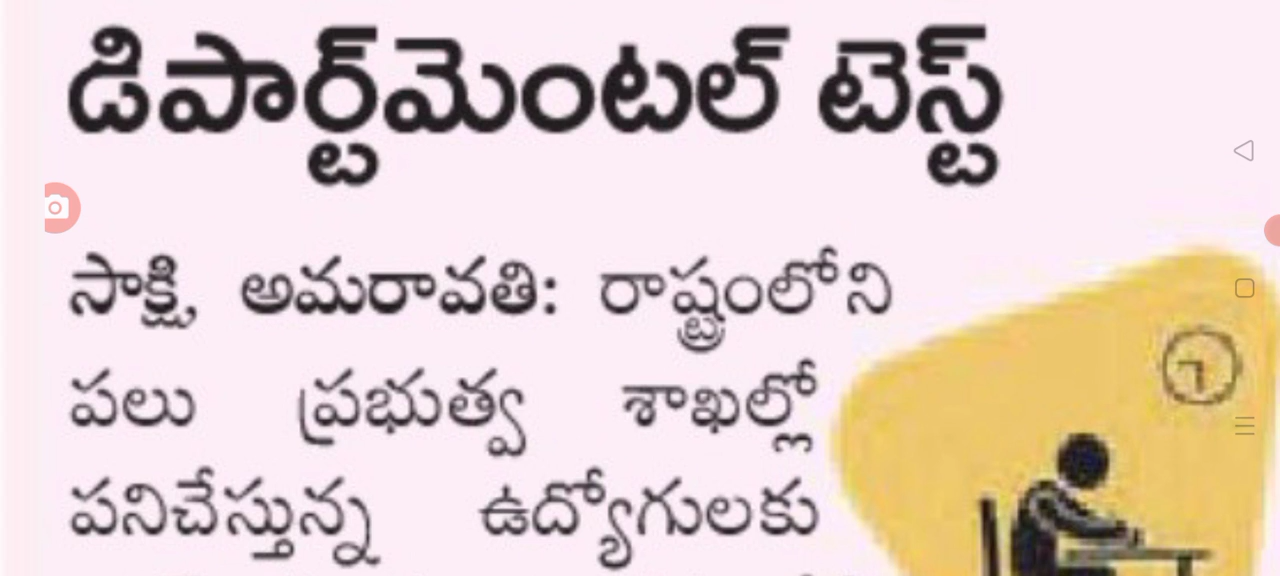 డిపార్ట్‌మెంటల్ టెస్ట్
సాక్షి, అమరావతి: రాష్ట్రంలోని
పలు ప్రభుత్వ శాఖల్లో
పనిచేస్తున్న ఉద్యోగులకు